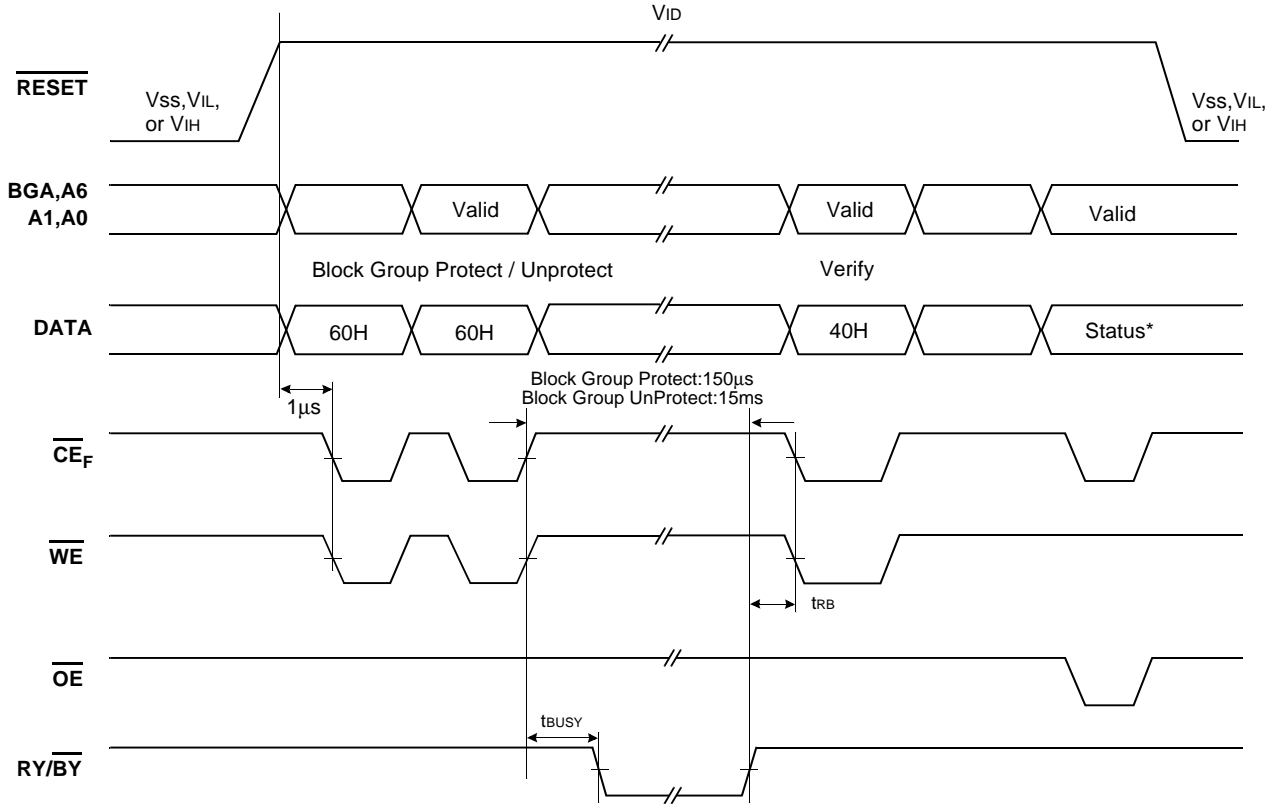 VID
RESET
Vss,VIL,
or VIH
Vss,VIL,
or VIH
BGA,A6
A1,A0
Valid
Valid
Valid
Block Group Protect / Unprotect
Verify
DATA
60H
60H
40H
Status*
Block Group Protect:150μs
Block Group UnProtect:15ms
1μs
CEF
WE
tRB
OE
tBUSY
RY/BY